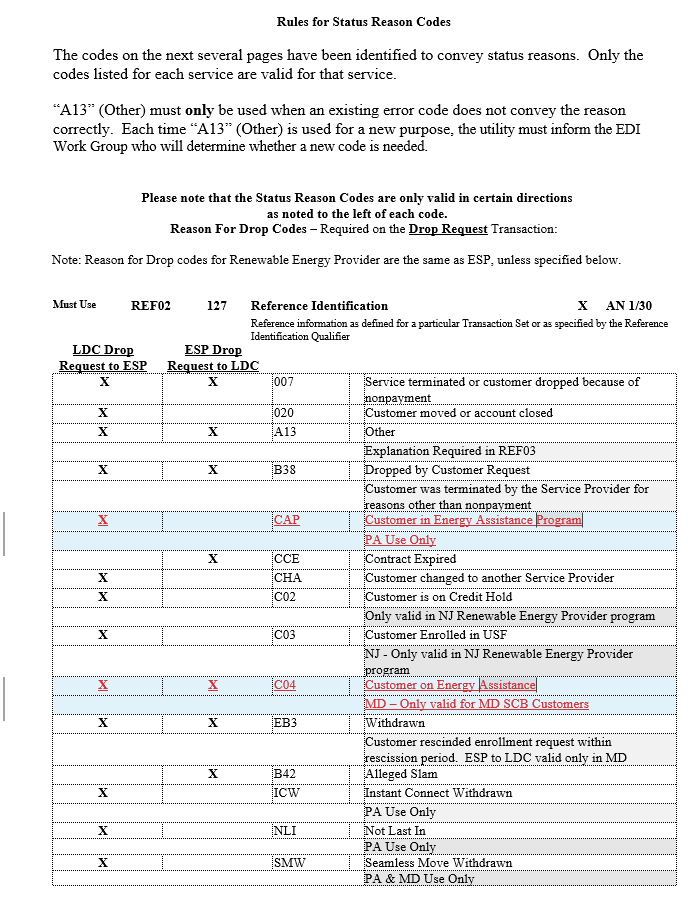 Rules for Status Reason Codes
The codes on the next several pages have been identified to convey status reasons.  Only the
codes listed for each service are valid for that service.
“A13” (Other) must only be used when an existing error code does not convey the reason
correctly.  Each time “A13” (Other) is used for a new purpose, the utility must inform the EDI
Work Group who will determine whether a new code is needed.
Please note that the Status Reason Codes are only valid in certain directions
as noted to the left of each code.
Reason For Drop Codes – Required on the Drop Request Transaction:
Note: Reason for Drop codes for Renewable Energy Provider are the same as ESP, unless specified below.
Must Use REF02 127 Reference Identification X AN 1/30
Reference information as defined for a particular Transaction Set or as specified by the Reference
Identification Qualifier
LDC Drop ESP Drop
Request to ESP Request to LDC
X X 007 Service terminated or customer dropped because of
nonpayment
X 020 Customer moved or account closed
X X A13 Other
Explanation Required in REF03
X X B38 Dropped by Customer Request
Customer was terminated by the Service Provider for
reasons other than nonpayment
X CAP Customer in Energy Assistance Program
PA Use Only
X CCE Contract Expired
X CHA Customer changed to another Service Provider
X C02 Customer is on Credit Hold
Only valid in NJ Renewable Energy Provider program
X C03 Customer Enrolled in USF
NJ - Only valid in NJ Renewable Energy Provider
program
X X C04 Customer on Energy Assistance
MD – Only valid for MD SCB Customers
X X EB3 Withdrawn
Customer rescinded enrollment request within
rescission period.  ESP to LDC valid only in MD
X B42 Alleged Slam
X ICW Instant Connect Withdrawn
PA Use Only
X NLI Not Last In
PA Use Only
X SMW Seamless Move Withdrawn
PA & MD Use Only